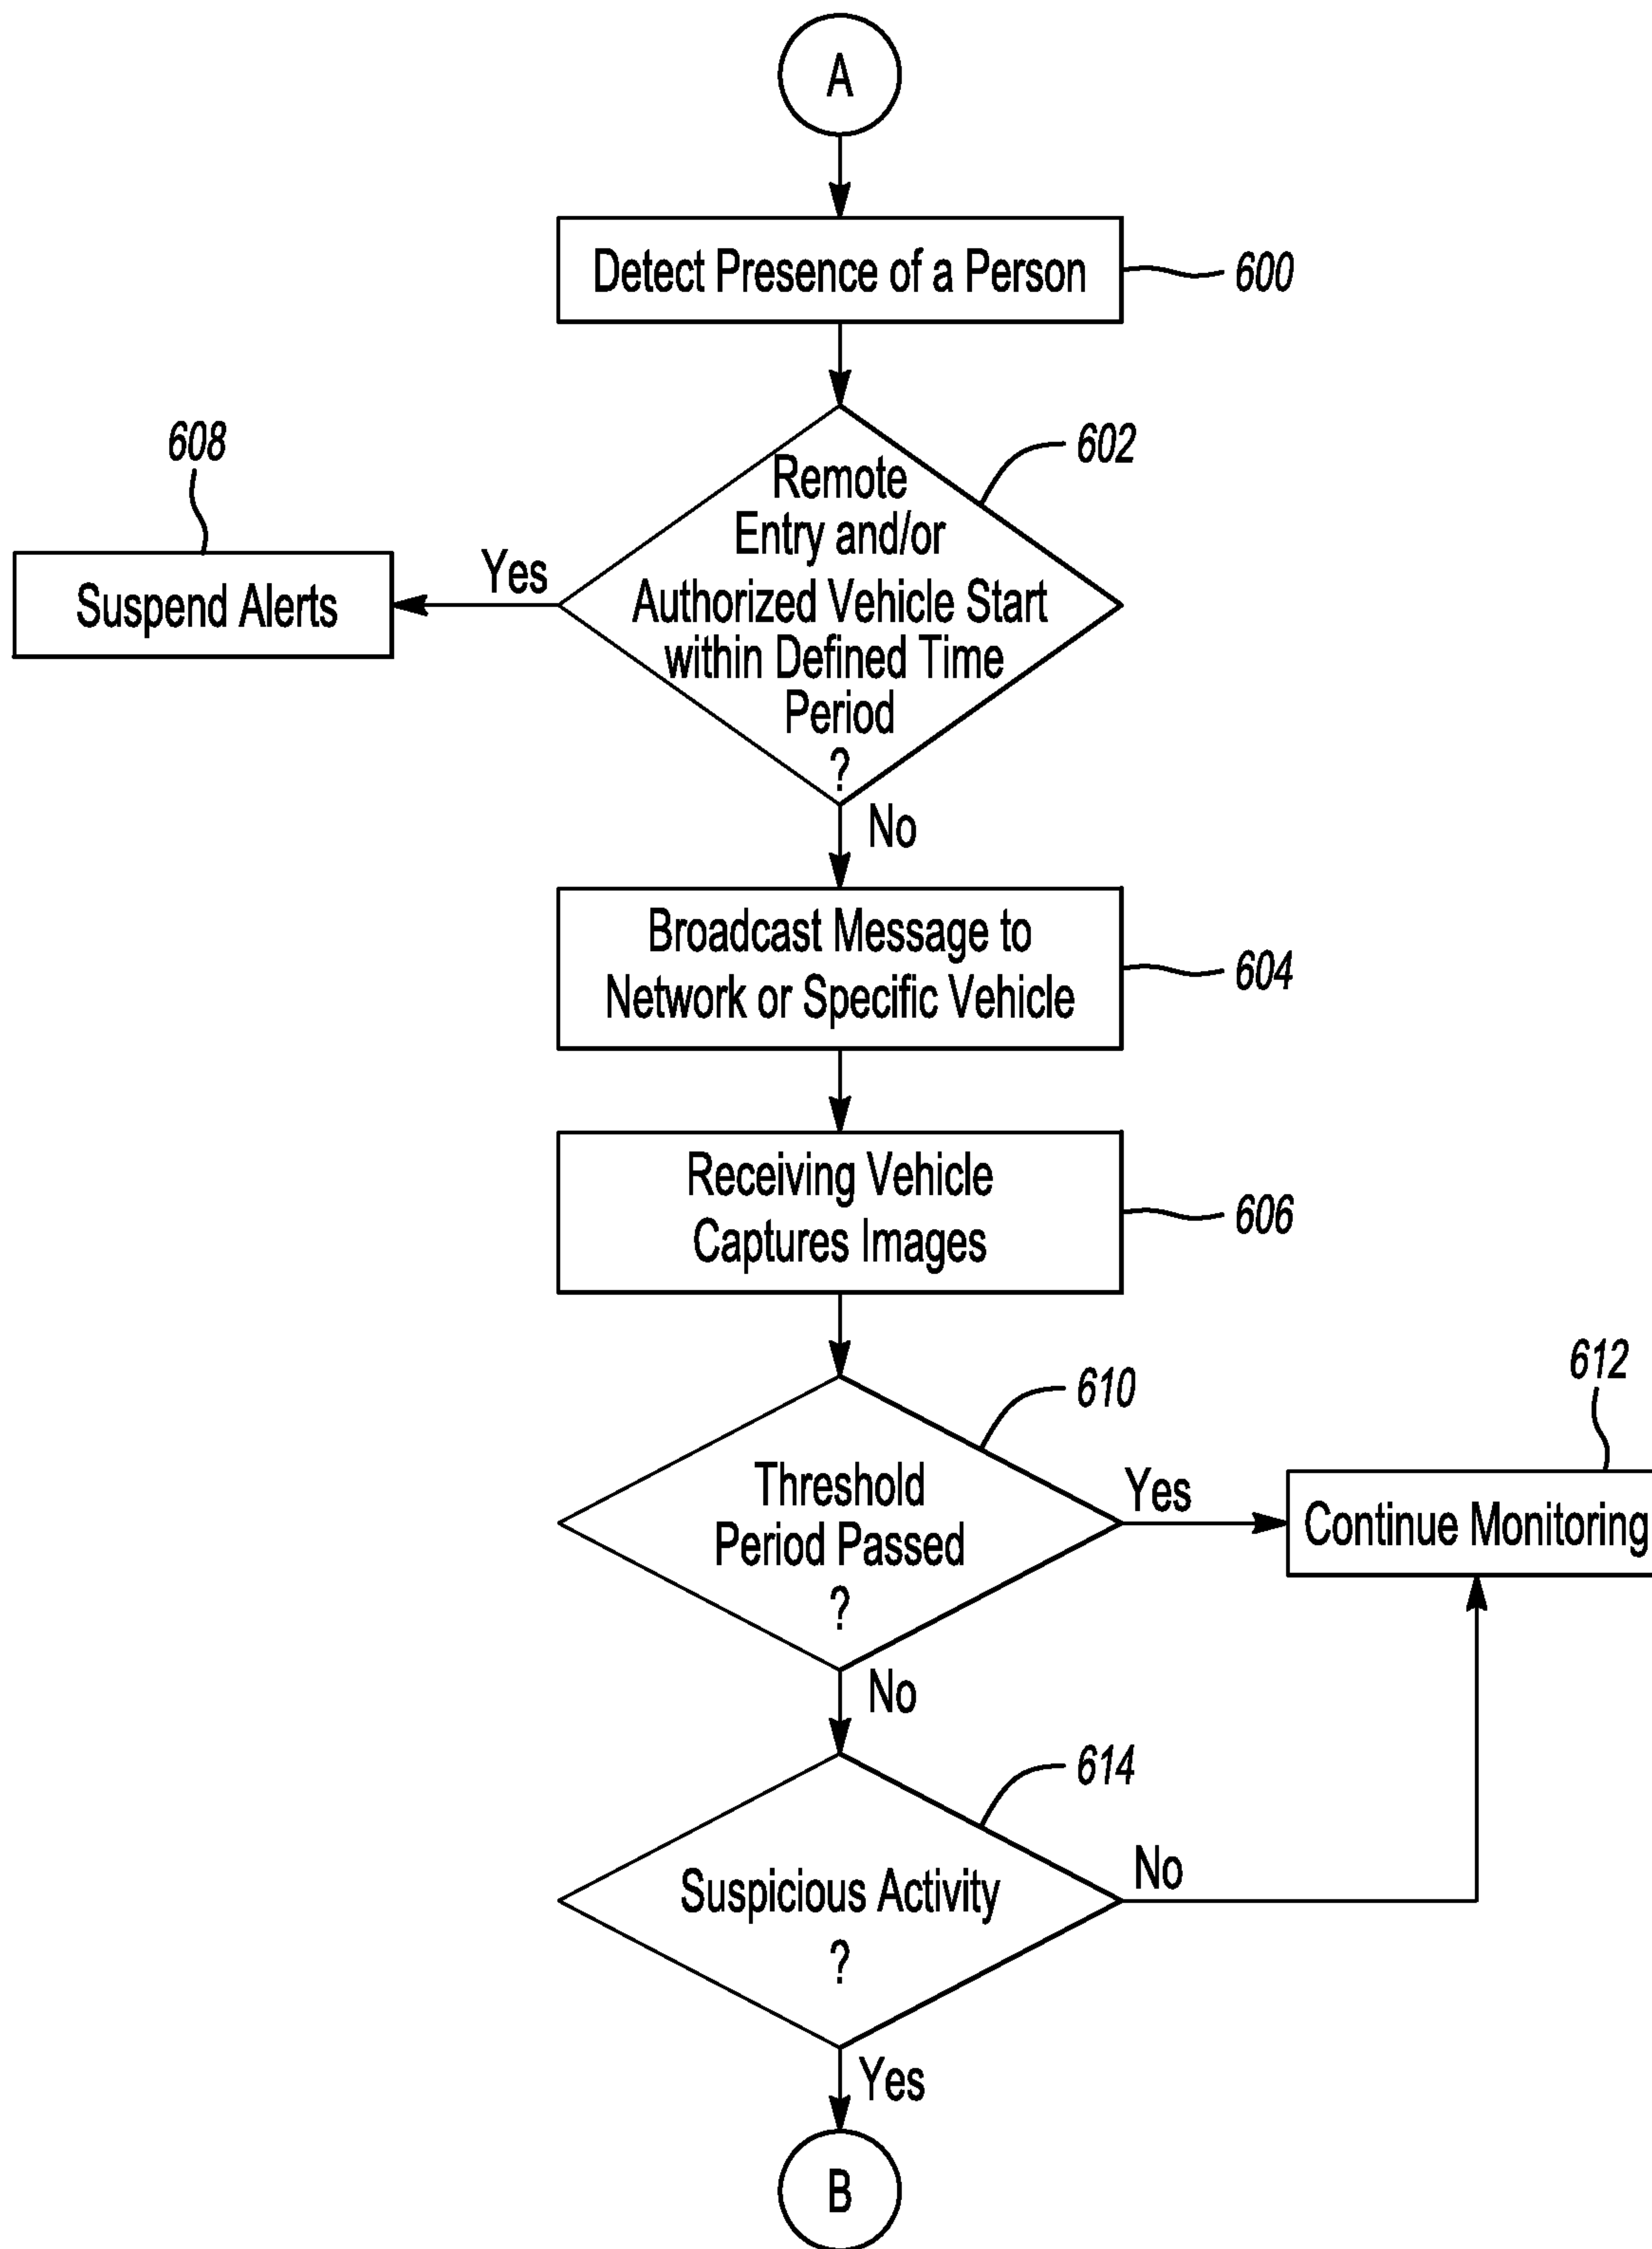 A
Detect Presence of a Person
600
608
602
Remote
Entry and/or
Authorized Vehicle Start
within Defined Time
Period
?
Yes
Suspend Alerts
No
Broadcast Message to
Network or Specific Vehicle
604
Receiving Vehicle
Captures Images
606
610
612
Threshold
Period Passed
?
Yes
Continue Monitoring
No
614
Suspicious Activity
?
No
Yes
B